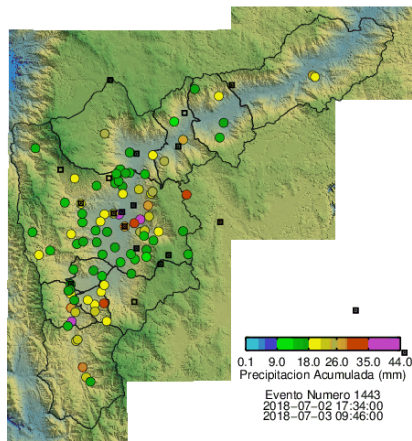 0.1 9.0 18.0 26.0 35.0 44.0
Precipitacion Acumulada (mm)
Evento Numero 1443
2018-07-02 17:34:00
2018-07-03 09:46:00